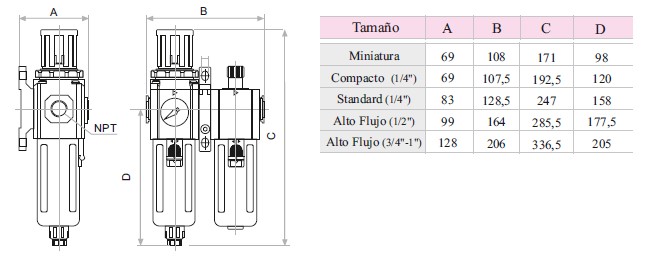 A
B
NPT
C
D
Tamaño A B C D
Miniatura 69 108 171 98
Compacto (1/4") 69 107,5 192,5 120
Standard (1/4") 83 128,5 247 158
Alto Flujo (1/2") 99 164 285,5 177,5
Alto Flujo (3/4"-1") 128 206 336,5 205